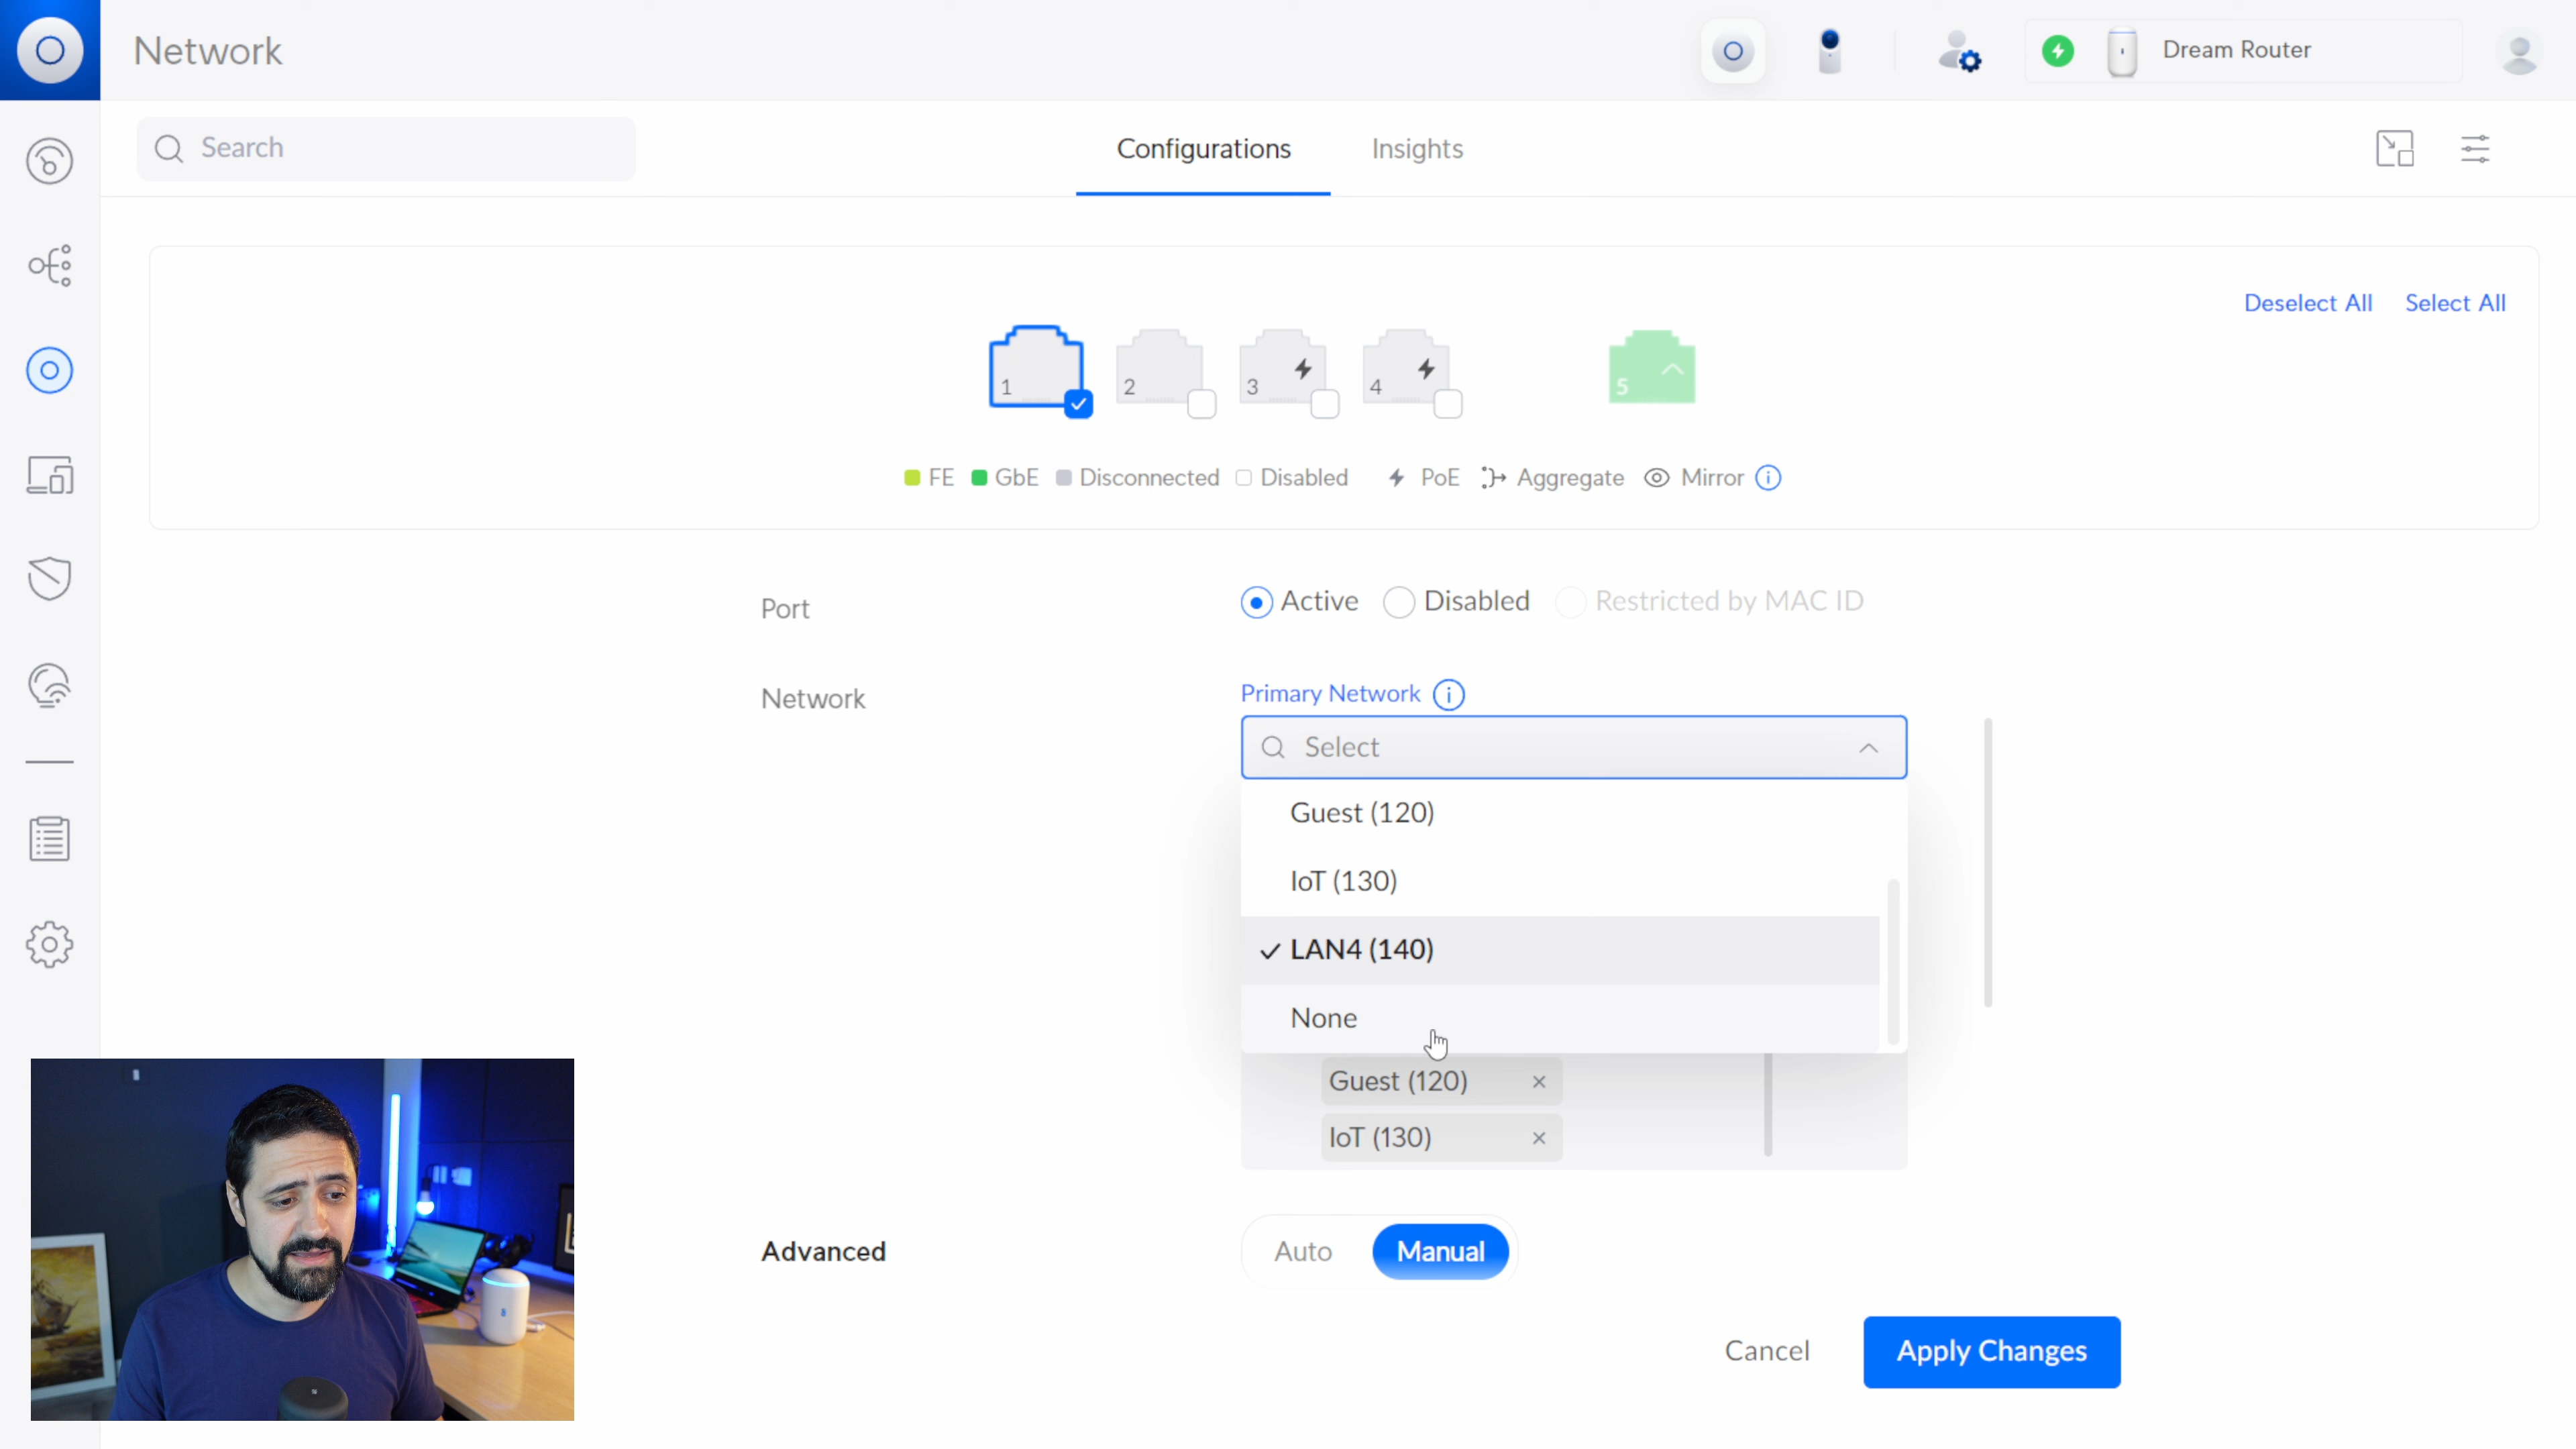 Network
Dream Router
Search
Configurations
Insights
Deselect All
Select All
1
2
3
4
5
FE
GbE
Disconnected
Disabled
PoE
Aggregate
Mirror
Port
Active
Disabled
Restricted by MAC ID
Network
Primary Network
Select
Guest (120)
IoT (130)
LAN4 (140)
None
Guest (120) ×
IoT (130) ×
Advanced
Auto
Manual
Cancel
Apply Changes